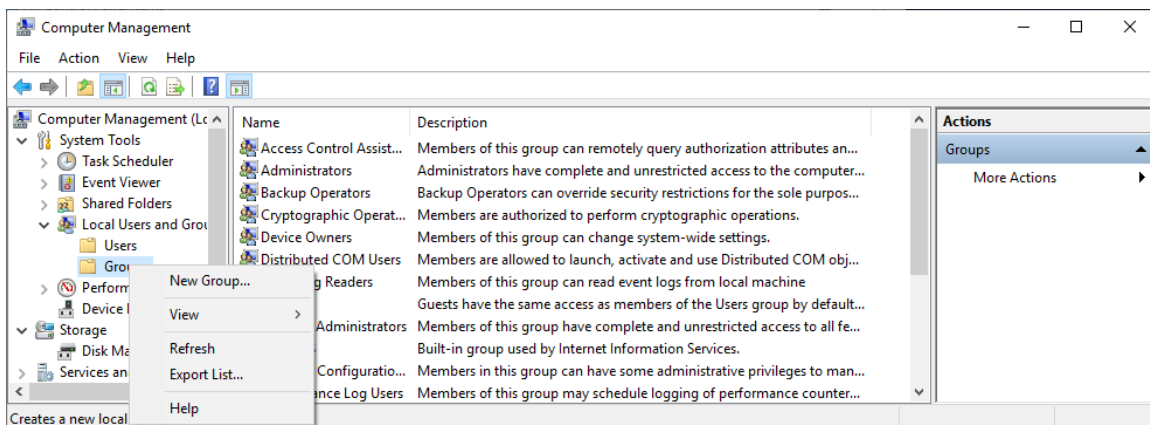 Computer Management
File Action View Help
Computer Management (Lc
System Tools
Task Scheduler
Event Viewer
Shared Folders
Local Users and Grou
Users
Grou
Perform
Device
Storage
Disk Ma
Services an
Name Description
Access Control Assist... Members of this group can remotely query authorization attributes an...
Administrators Administrators have complete and unrestricted access to the computer...
Backup Operators Backup Operators can override security restrictions for the sole purpos...
Cryptographic Operat... Members are authorized to perform cryptographic operations.
Device Owners Members of this group can change system-wide settings.
Distributed COM Users Members are allowed to launch, activate and use Distributed COM obj...
g Readers Members of this group can read event logs from local machine
Guests have the same access as members of the Users group by default...
Administrators Members of this group have complete and unrestricted access to all fe...
Built-in group used by Internet Information Services.
Configuratio... Members in this group can have some administrative privileges to man...
ance Log Users Members of this group may schedule logging of performance counter...
New Group...
View
Refresh
Export List...
Help
Actions
Groups
More Actions
Creates a new local